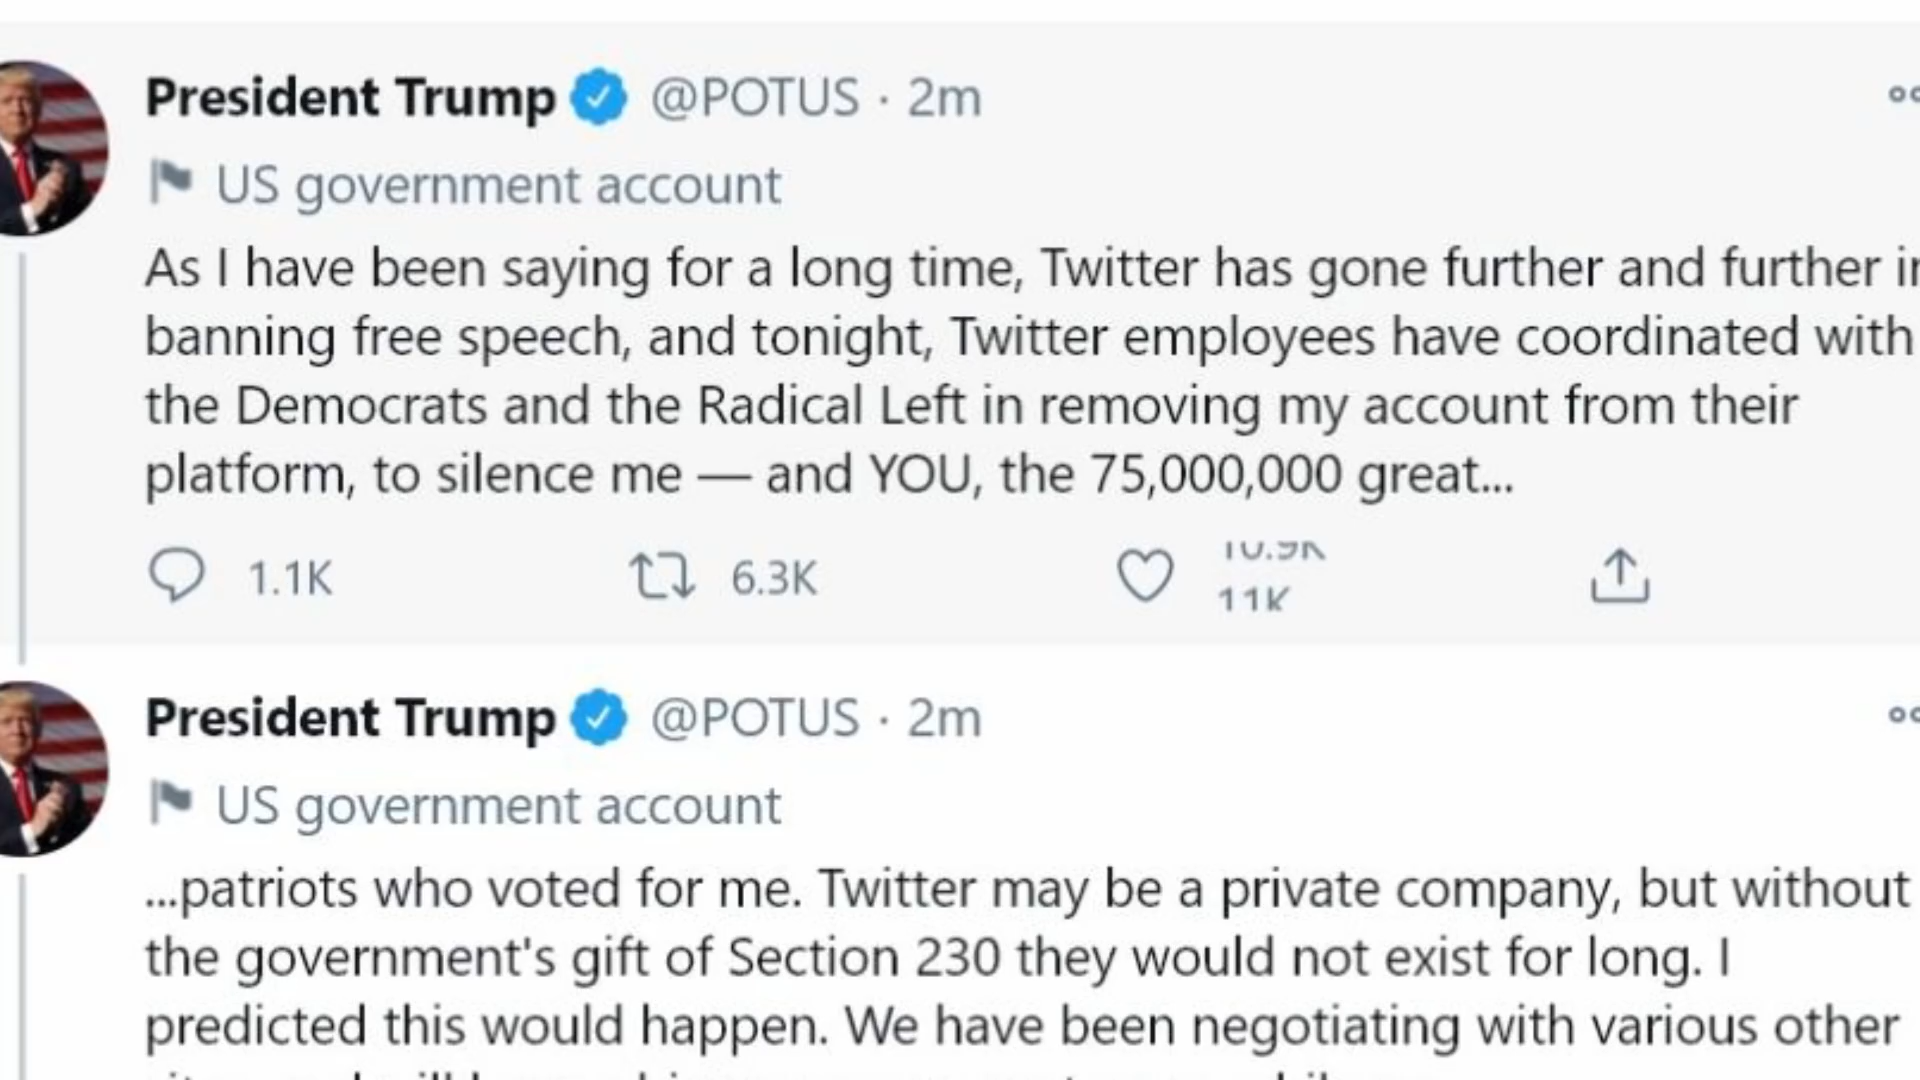 President Trump @POTUS · 2m
US government account
As I have been saying for a long time, Twitter has gone further and further
banning free speech, and tonight, Twitter employees have coordinated with
the Democrats and the Radical Left in removing my account from their
platform, to silence me — and YOU, the 75,000,000 great...
1.1K 6.3K 10.9K
11K
President Trump @POTUS · 2m
US government account
...patriots who voted for me. Twitter may be a private company, but without
the government's gift of Section 230 they would not exist for long. I
predicted this would happen. We have been negotiating with various other